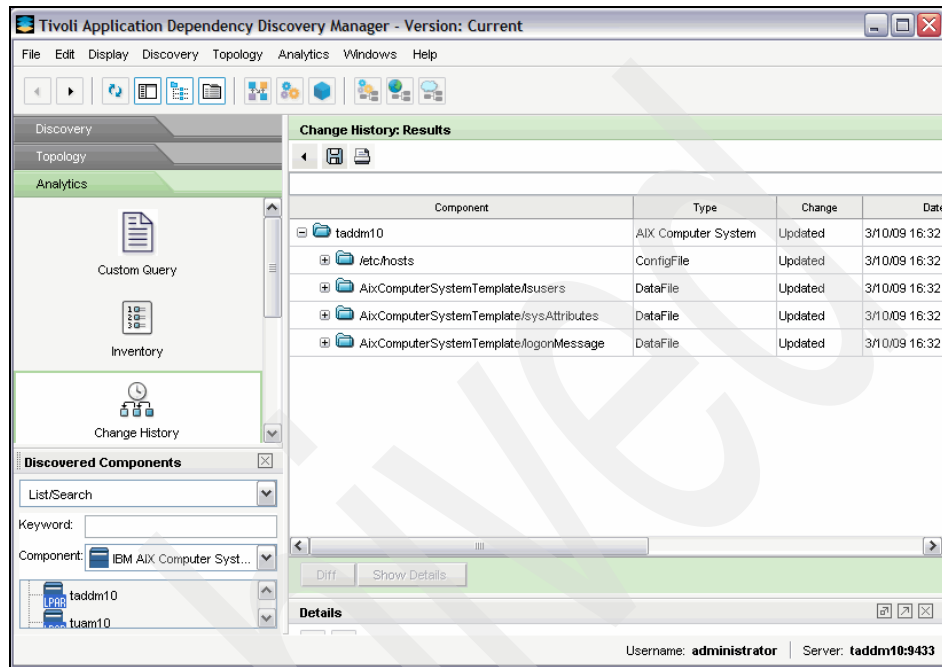 Tivoli Application Dependency Discovery Manager - Version: Current
File Edit Display Discovery Topology Analytics Windows Help
Discovery
Topology
Analytics
Custom Query
Inventory
Change History
Discovered Components
List/Search
Keyword:
Component: IBM AIX Computer Syst...
LPAR taddm10
LPAR tuam10
Change History: Results
Component Type Change Date
taddm10 AIX Computer System Updated 3/10/09 16:32
/etc/hosts ConfigFile Updated 3/10/09 16:32
AixComputerSystemTemplate/lsusers DataFile Updated 3/10/09 16:32
AixComputerSystemTemplate/sysAttributes DataFile Updated 3/10/09 16:32
AixComputerSystemTemplate/logonMessage DataFile Updated 3/10/09 16:32
Diff Show Details
Details
Username: administrator Server: taddm10:9433